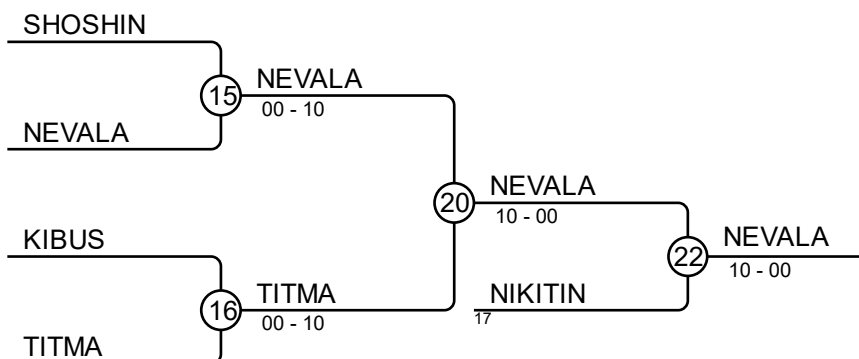 SHOSHIN
15
NEVALA
00 - 10
NEVALA
20
NEVALA
10 - 00
KIBUS
22
NEVALA
10 - 00
16
TITMA
00 - 10
NIKITIN
17
TITMA